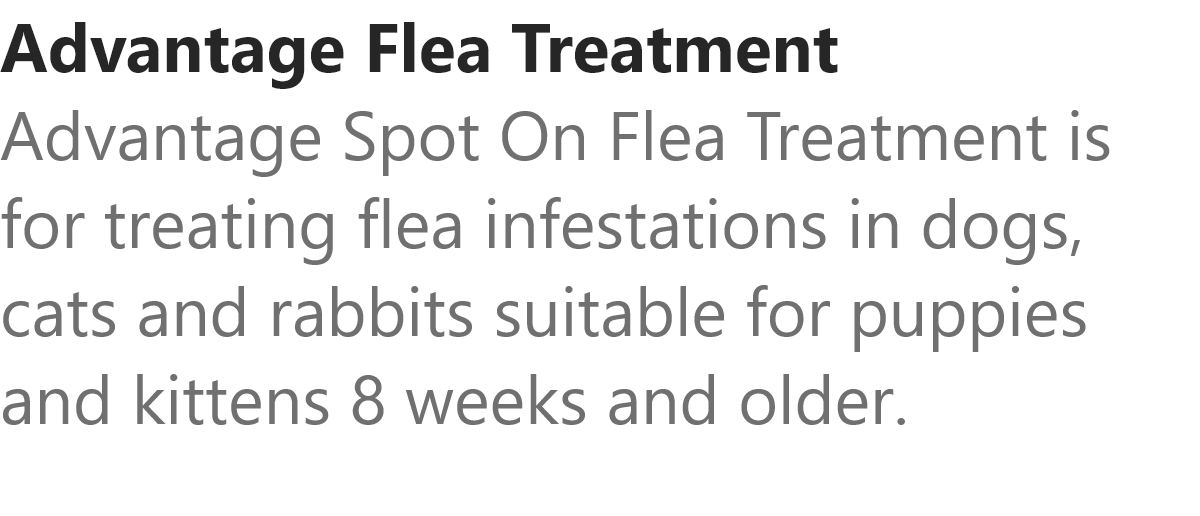 Advantage Flea Treatment
Advantage Spot On Flea Treatment is
for treating flea infestations in dogs,
cats and rabbits suitable for puppies
and kittens 8 weeks and older.